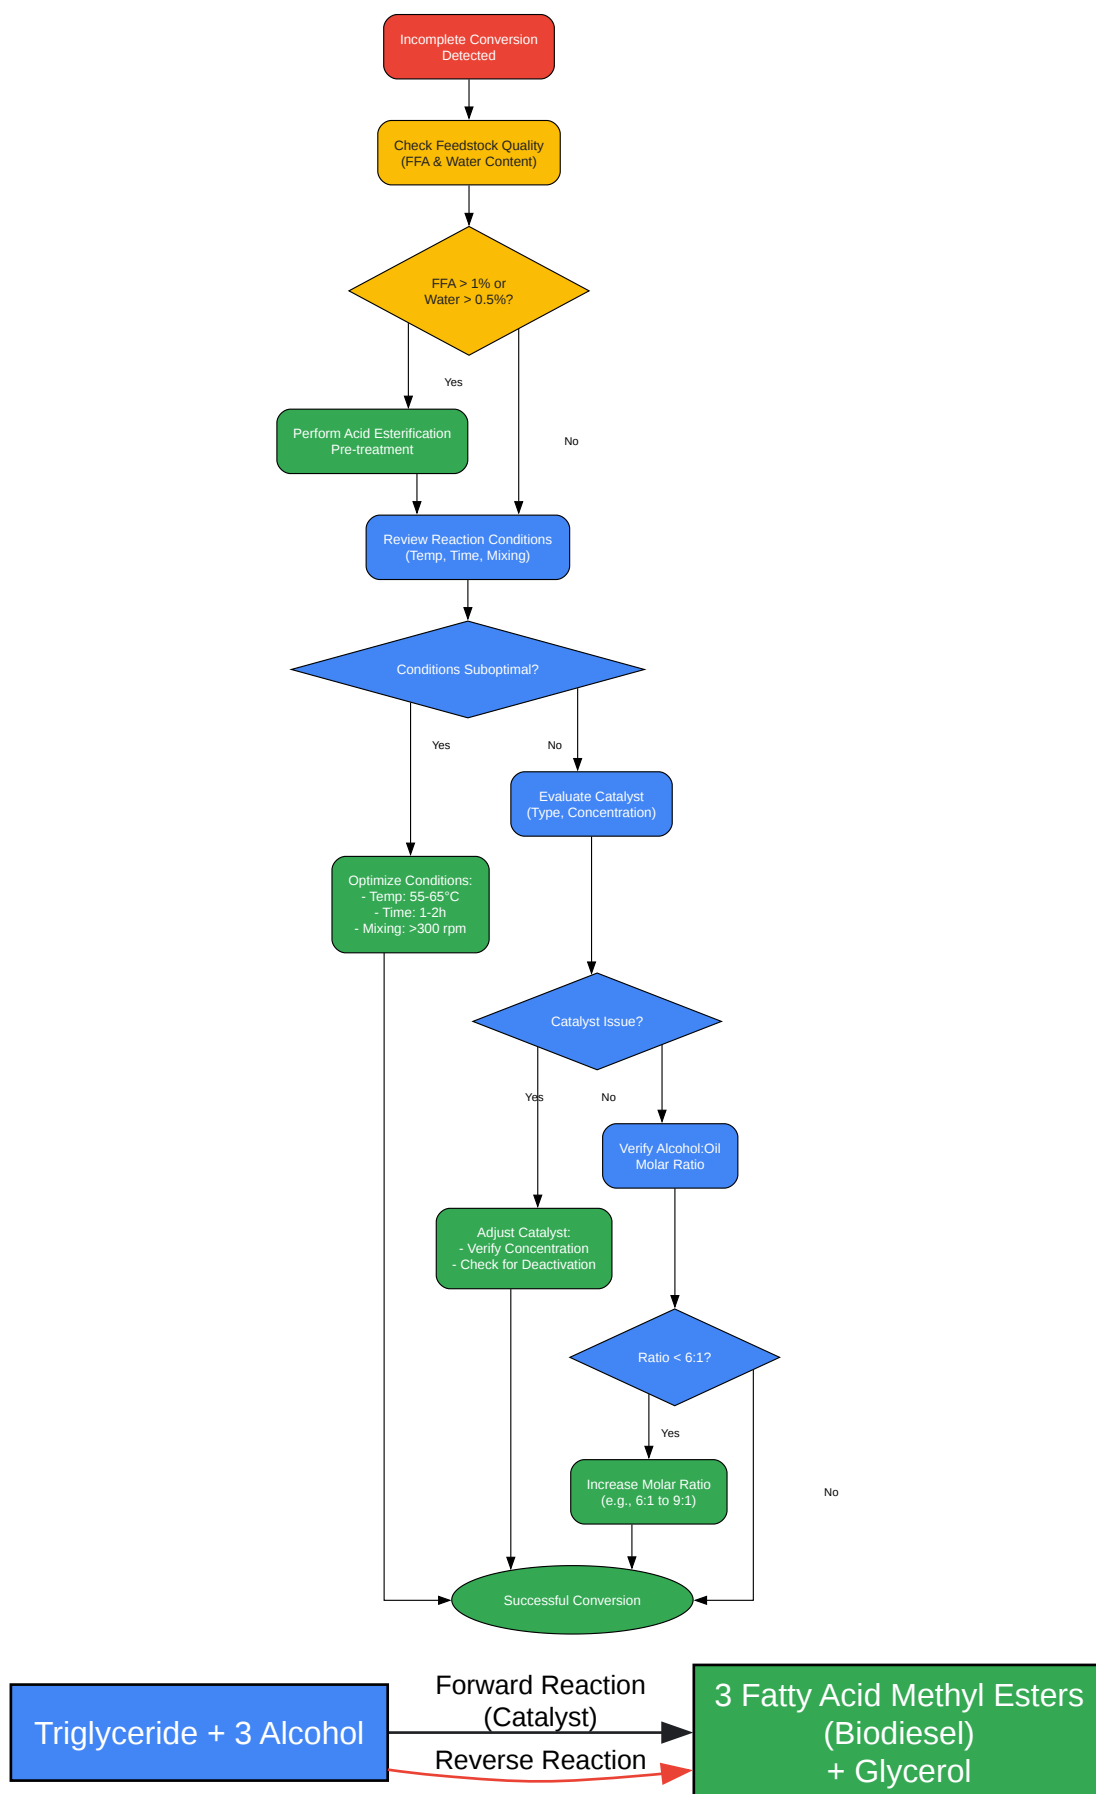 Incomplete Conversion
Detected
Check Feedstock Quality
(FFA & Water Content)
FFA > 1% or
Water > 0.5%?
Yes
Perform Acid Esterification
Pre-treatment
No
Review Reaction Conditions
(Temp, Time, Mixing)
Conditions Suboptimal?
Yes
No
Evaluate Catalyst
(Type, Concentration)
Optimize Conditions:
- Temp: 55-65°C
- Time: 1-2h
- Mixing: >300 rpm
Catalyst Issue?
Yes
No
Verify Alcohol:Oil
Molar Ratio
Adjust Catalyst:
- Verify Concentration
- Check for Deactivation
Ratio < 6:1?
Yes
Increase Molar Ratio
(e.g., 6:1 to 9:1)
No
Successful Conversion
Triglyceride + 3 Alcohol
Forward Reaction
(Catalyst)
Reverse Reaction
3 Fatty Acid Methyl Esters
(Biodiesel)
+ Glycerol